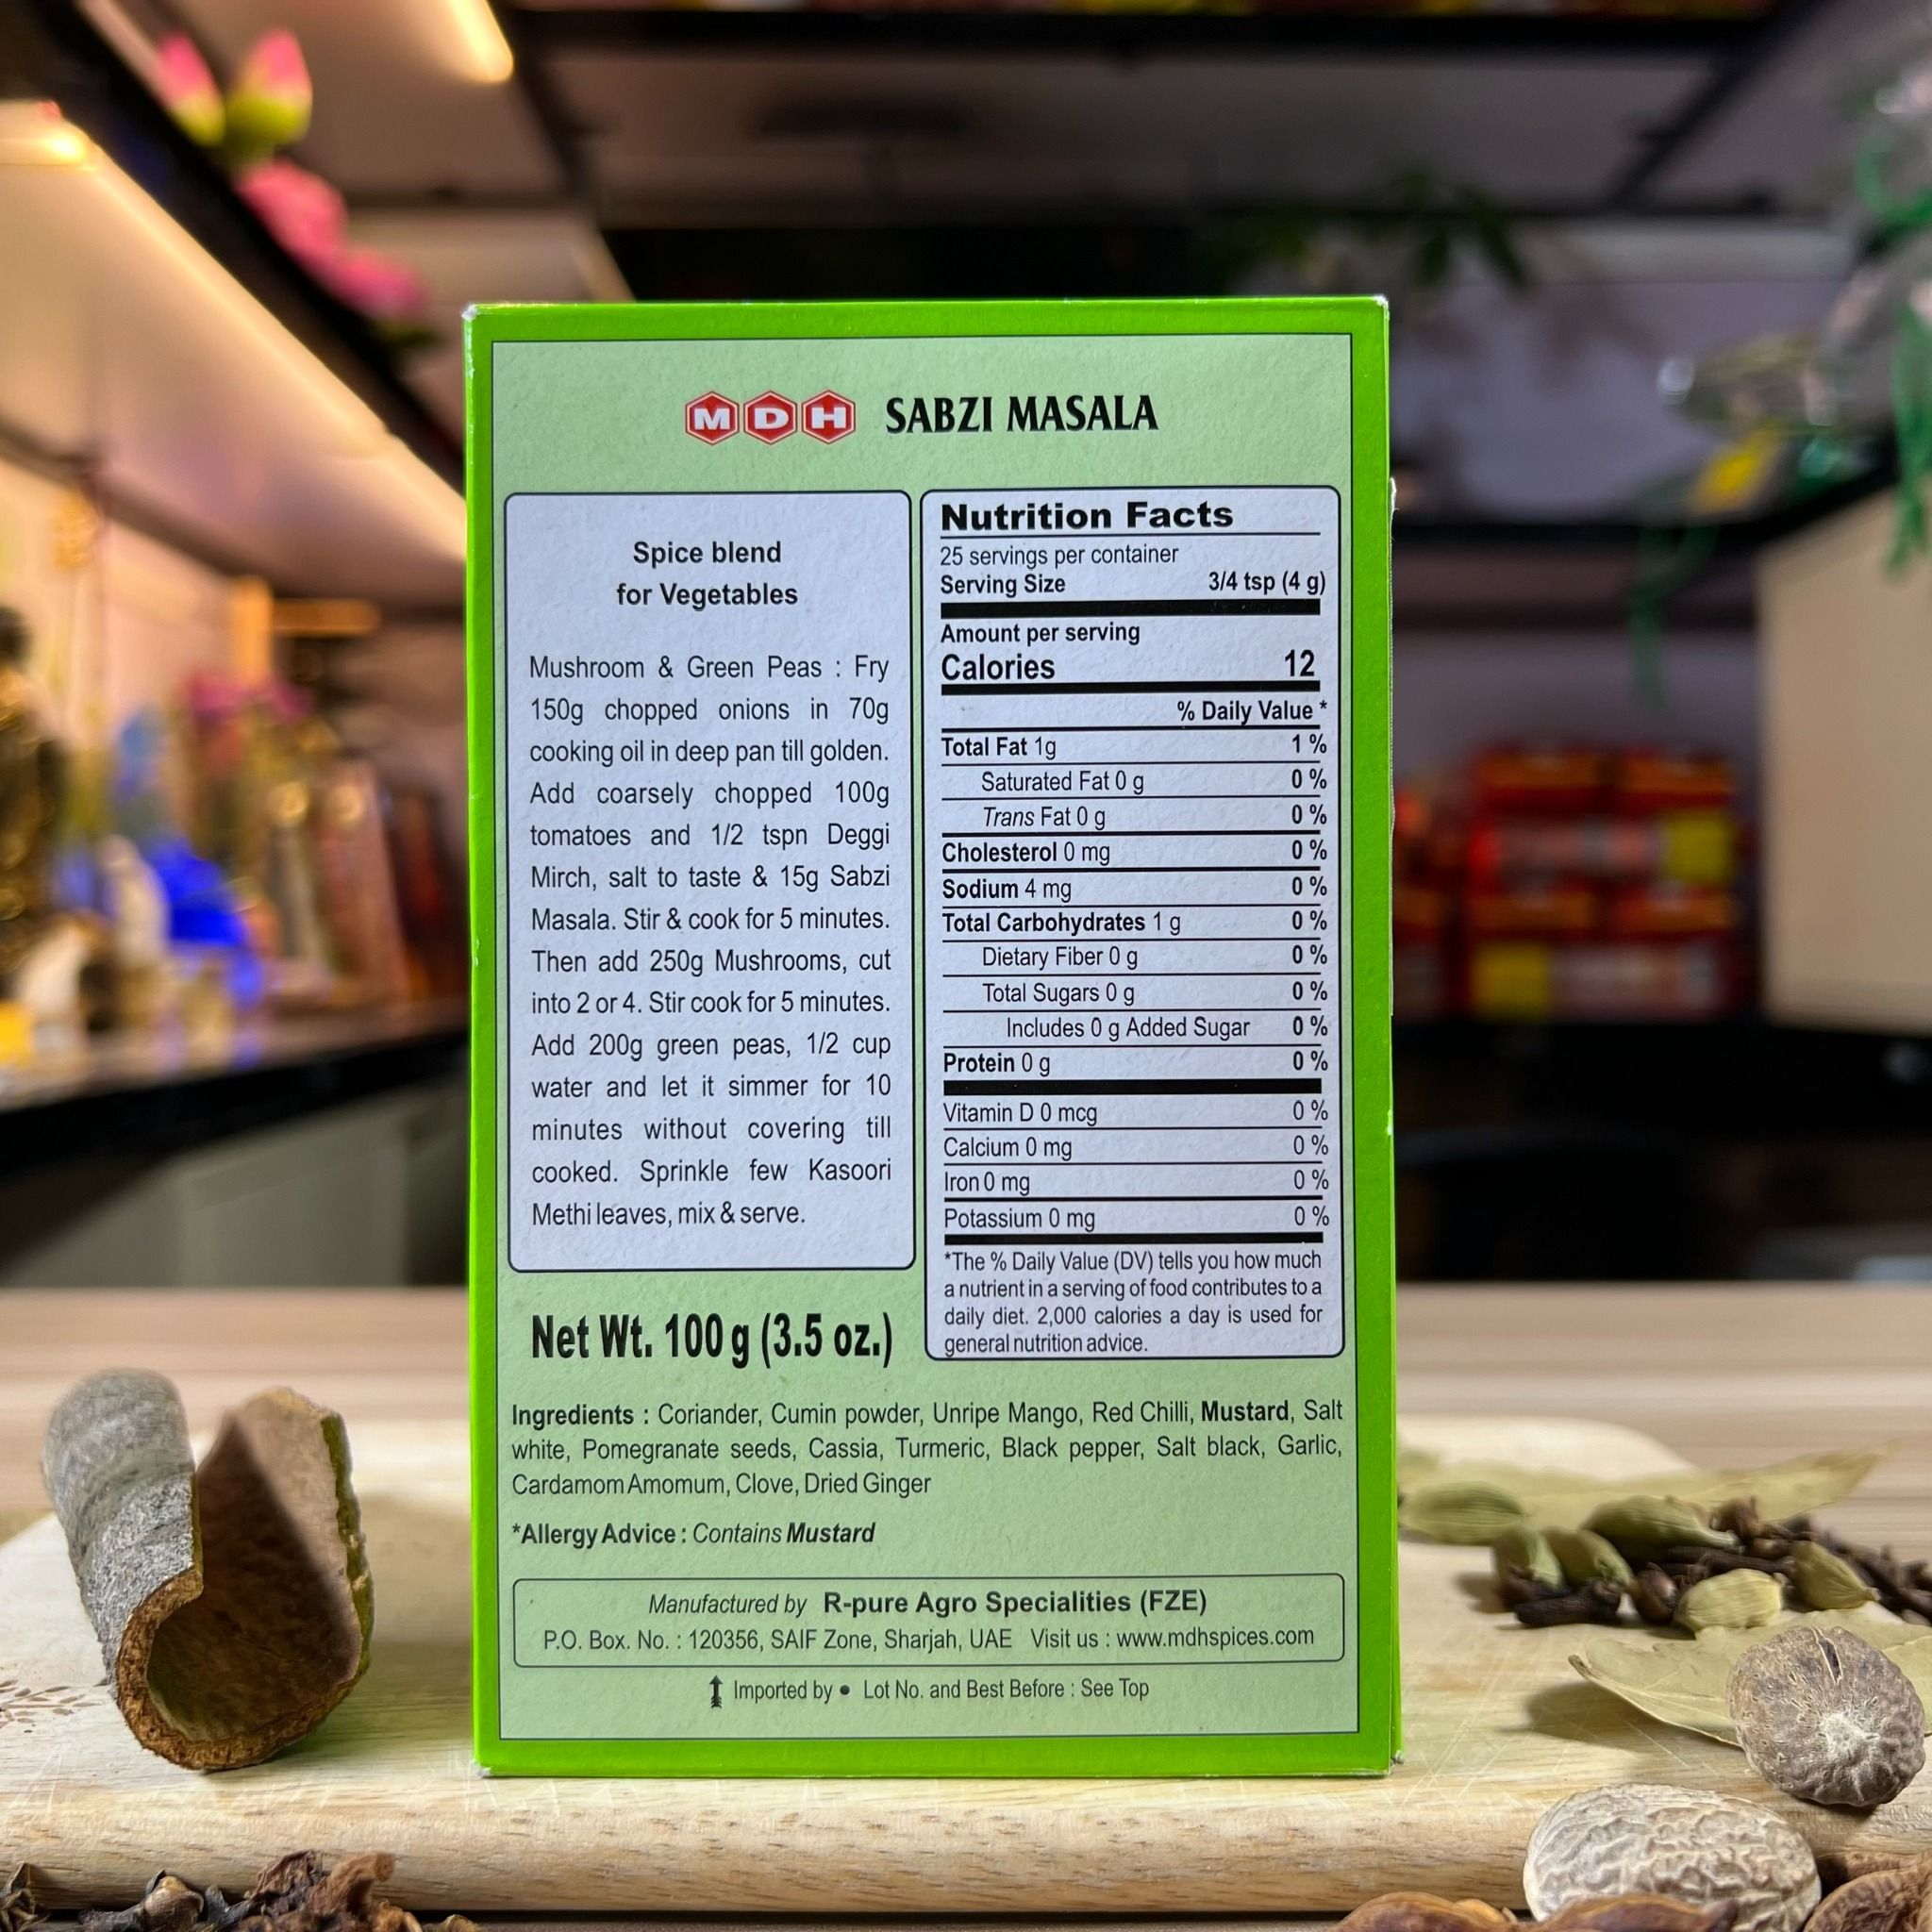 MDH SABZI MASALA
Spice blend
for Vegetables
Mushroom & Green Peas : Fry
150g chopped onions in 70g
cooking oil in deep pan till golden.
Add coarsely chopped 100g
tomatoes and 1/2 tspn Deggi
Mirch, salt to taste & 15g Sabzi
Masala. Stir & cook for 5 minutes.
Then add 250g Mushrooms, cut
into 2 or 4. Stir cook for 5 minutes.
Add 200g green peas, 1/2 cup
water and let it simmer for 10
minutes without covering till
cooked. Sprinkle few Kasoori
Methi leaves, mix & serve.
Net Wt. 100 g (3.5 oz.)
Nutrition Facts
25 servings per container
Serving Size 3/4 tsp (4 g)
Amount per serving
Calories 12
% Daily Value *
Total Fat 1g 1 %
Saturated Fat 0 g 0 %
Trans Fat 0 g 0 %
Cholesterol 0 mg 0 %
Sodium 4 mg 0 %
Total Carbohydrates 1 g 0 %
Dietary Fiber 0 g 0 %
Total Sugars 0 g 0 %
Includes 0 g Added Sugar 0 %
Protein 0 g 0 %
Vitamin D 0 mcg 0 %
Calcium 0 mg 0 %
Iron 0 mg 0 %
Potassium 0 mg 0 %
*The % Daily Value (DV) tells you how much
a nutrient in a serving of food contributes to a
daily diet. 2,000 calories a day is used for
general nutrition advice.
Ingredients : Coriander, Cumin powder, Unripe Mango, Red Chilli, Mustard, Salt
white, Pomegranate seeds, Cassia, Turmeric, Black pepper, Salt black, Garlic,
Cardamom Amomum, Clove, Dried Ginger
*Allergy Advice : Contains Mustard
Manufactured by R-pure Agro Specialities (FZE)
P.O. Box. No. : 120356, SAIF Zone, Sharjah, UAE Visit us : www.mdhspices.com
Imported by • Lot No. and Best Before : See Top